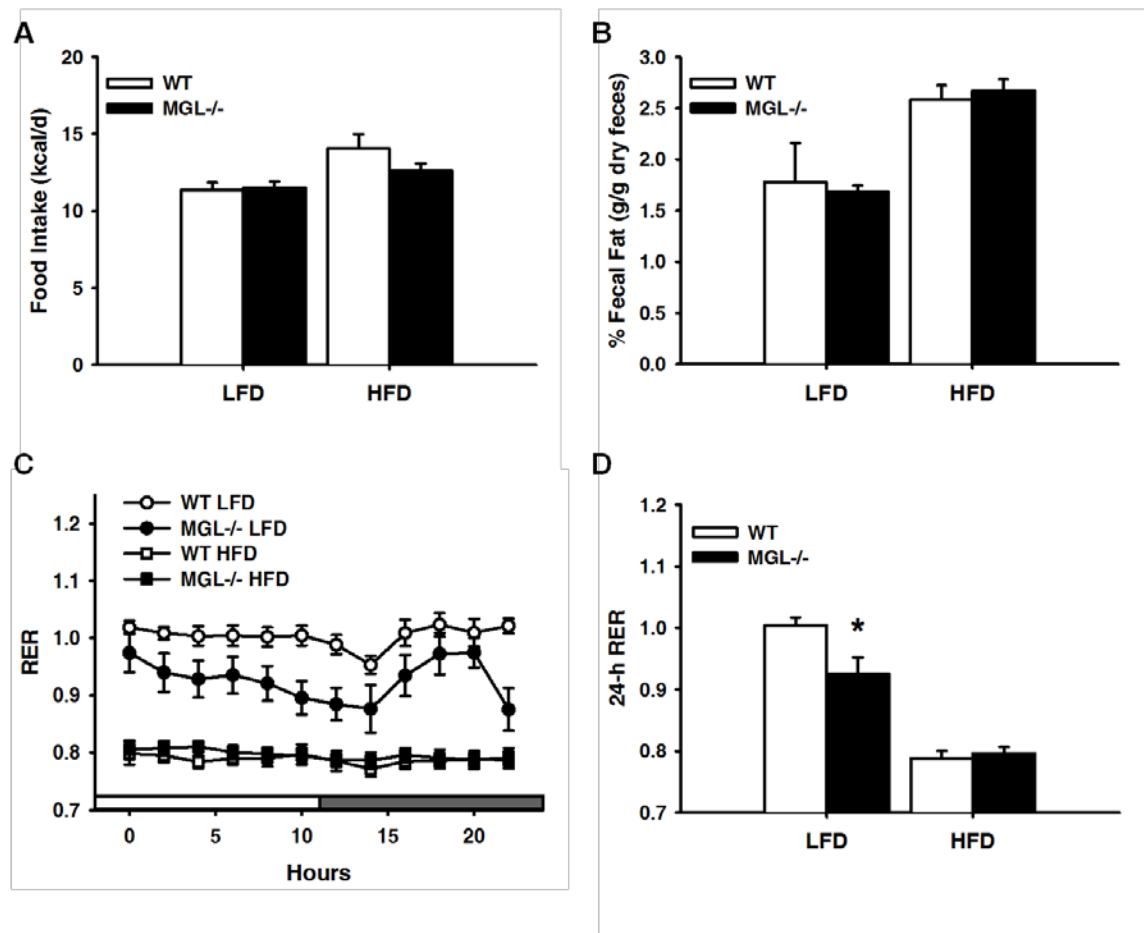 A
Food Intake (kcal/d)
20
15
10
5
0
WT
MGL-/-
LFD HFD
B
% Fecal Fat (g/g dry feces)
3.0
2.5
2.0
1.5
1.0
0.5
0.0
WT
MGL-/-
LFD HFD
C
RER
1.2
1.1
1.0
0.9
0.8
0.7
WT LFD
MGL-/- LFD
WT HFD
MGL-/- HFD
0 5 10 15 20
Hours
D
24-h RER
1.2
1.1
1.0
0.9
0.8
0.7
WT
MGL-/-
*
LFD HFD